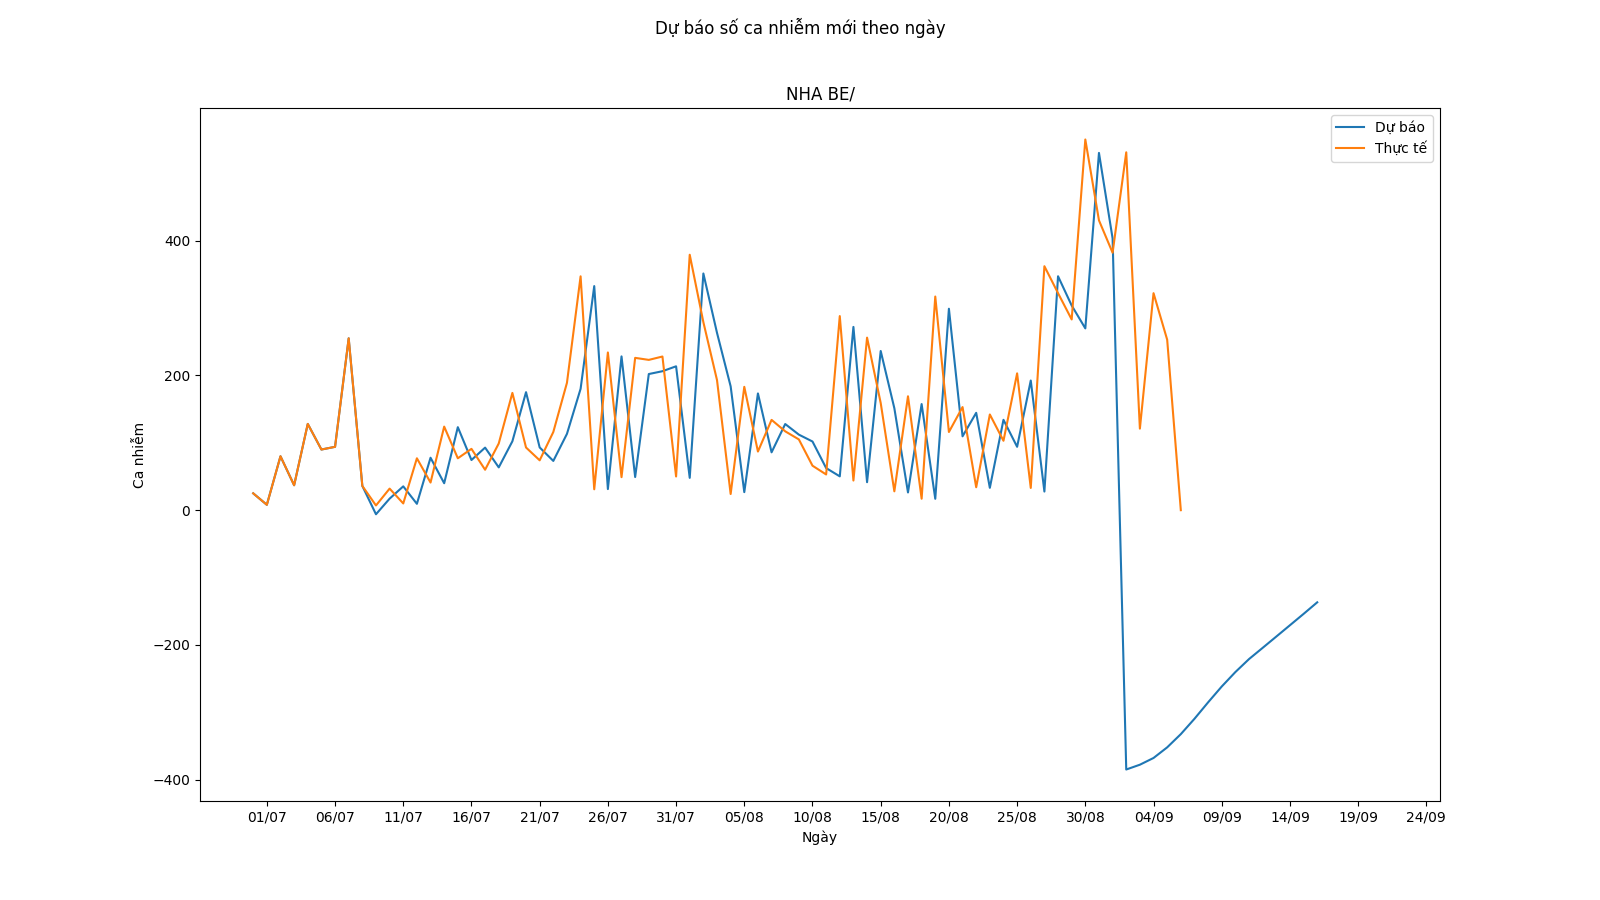 Dự báo số ca nhiễm mới theo ngày
NHA BE/
Dự báo
Thực tế
Ca nhiễm
400
200
0
−200
−400
01/07 06/07 11/07 16/07 21/07 26/07 31/07 05/08 10/08 15/08 20/08 25/08 30/08 04/09 09/09 14/09 19/09 24/09
Ngày